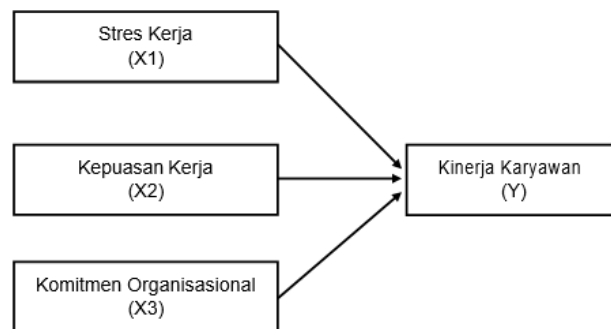 Stres Kerja
(X1)
Kepuasan Kerja
(X2)
Kinerja Karyawan
(Y)
Komitmen Organisasional
(X3)